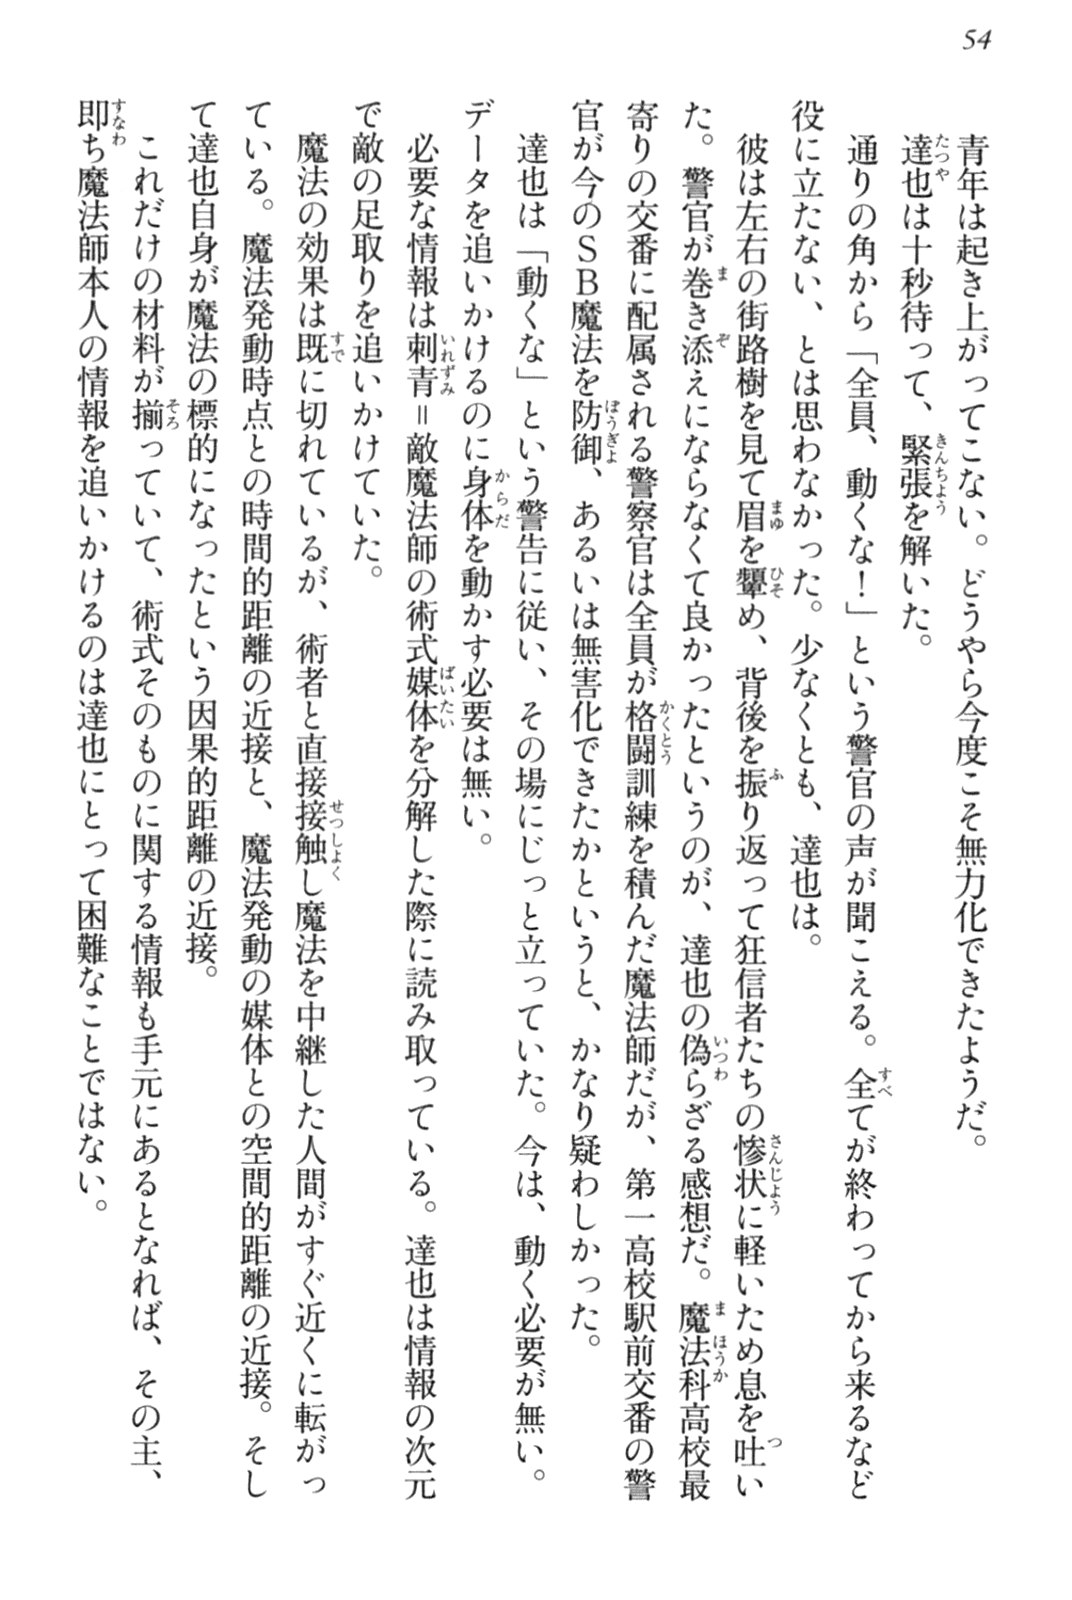 54
青年は起き上がってこない。どうやら今度こそ無力化できたようだ。
達也は十秒待って、緊張を解いた。
通りの角から「全員、動くな！」という警官の声が聞こえる。全てが終わってから来るなど
役に立たない、とは思わなかった。少なくとも、達也は。
彼は左右の街路樹を見て眉を顰め、背後を振り返って狂信者たちの惨状に軽いため息を吐い
た。警官が巻き添えにならなくて良かったというのが、達也の偽らざる感想だ。魔法科高校最
寄りの交番に配属される警察官は全員が格闘訓練を積んだ魔法師だが、第一高校駅前交番の警
官が今のＳＢ魔法を防御、あるいは無害化できたかというと、かなり疑わしかった。
達也は「動くな」という警告に従い、その場にじっと立っていた。今は、動く必要が無い。
データを追いかけるのに身体を動かす必要は無い。
必要な情報は刺青＝敵魔法師の術式媒体を分解した際に読み取っている。達也は情報の次元
で敵の足取りを追いかけていた。
魔法の効果は既に切れているが、術者と直接接触し魔法を中継した人間がすぐ近くに転がっ
ている。魔法発動時点との時間的距離の近接と、魔法発動の媒体との空間的距離の近接。そし
て達也自身が魔法の標的になったという因果的距離の近接。
これだけの材料が揃っていて、術式そのものに関する情報も手元にあるとなれば、その主、
即ち魔法師本人の情報を追いかけるのは達也にとって困難なことではない。